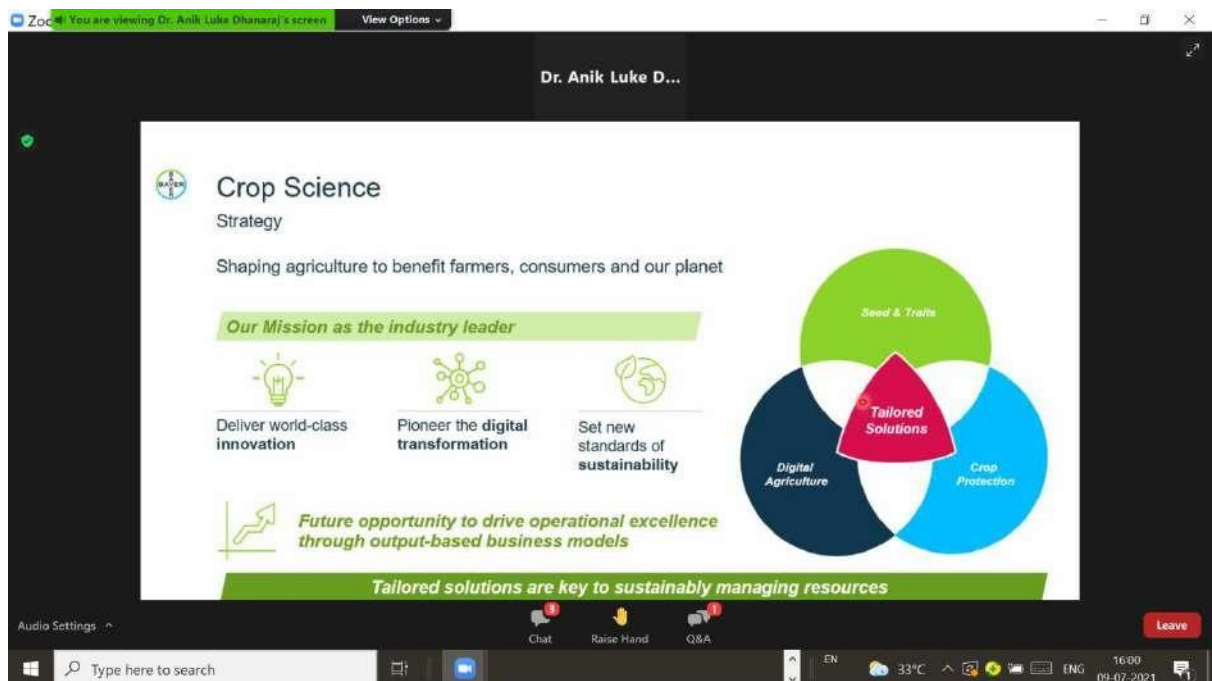 Zoo
You are viewing Dr. Anik Luke Dhanaraj's screen
View Options
Dr. Anik Luke D...
BAYER
Crop Science
Strategy
Shaping agriculture to benefit farmers, consumers and our planet
Our Mission as the industry leader
Deliver world-class
innovation
Pioneer the digital
transformation
Set new
standards of
sustainability
Future opportunity to drive operational excellence
through output-based business models
Seed & Traits
Tailored
Solutions
Digital
Agriculture
Crop
Protection
Tailored solutions are key to sustainably managing resources
Audio Settings
3
Chat
Raise Hand
1
Q&A
Leave
Type here to search
EN
33°C
ENG
16:00
09-07-2021
1